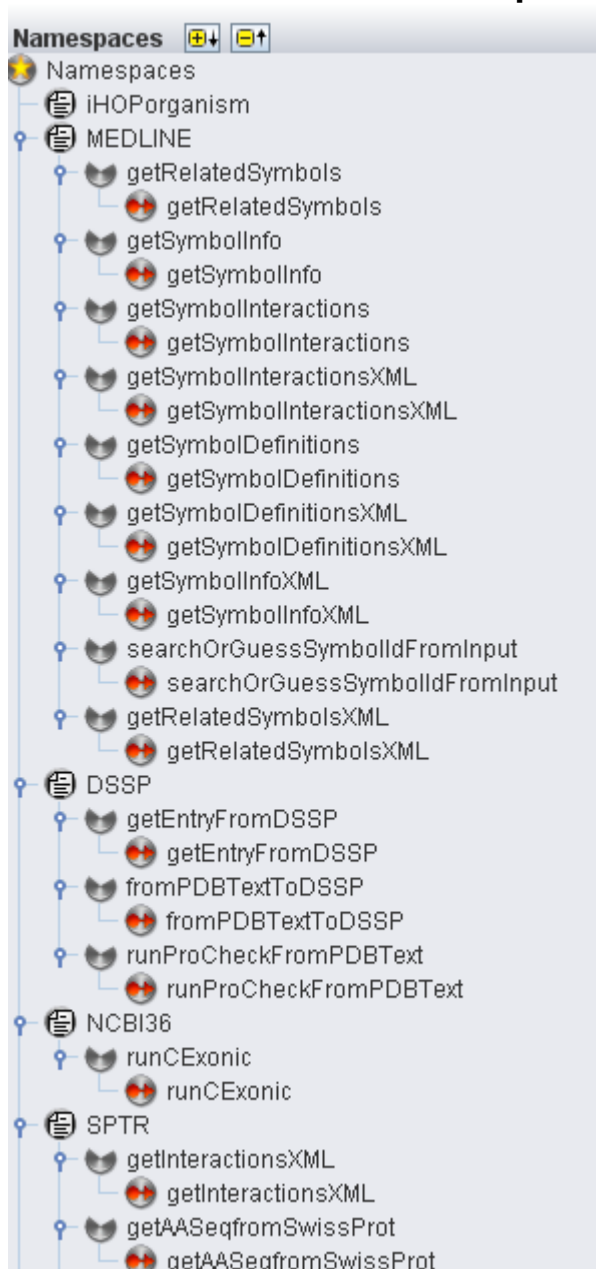 Namespaces
Namespaces
iHOPorganism
MEDLINE
getRelatedSymbols
getRelatedSymbols
getSymbolInfo
getSymbolInfo
getSymbolInteractions
getSymbolInteractions
getSymbolInteractionsXML
getSymbolInteractionsXML
getSymbolDefinitions
getSymbolDefinitions
getSymbolDefinitionsXML
getSymbolDefinitionsXML
getSymbolInfoXML
getSymbolInfoXML
searchOrGuessSymbolIdFromInput
searchOrGuessSymbolIdFromInput
getRelatedSymbolsXML
getRelatedSymbolsXML
DSSP
getEntryFromDSSP
getEntryFromDSSP
fromPDBTextToDSSP
fromPDBTextToDSSP
runProCheckFromPDBText
runProCheckFromPDBText
NCBI36
runCExonic
runCExonic
SPTR
getInteractionsXML
getInteractionsXML
getAASeqfromSwissProt
getAASeqfromSwissProt